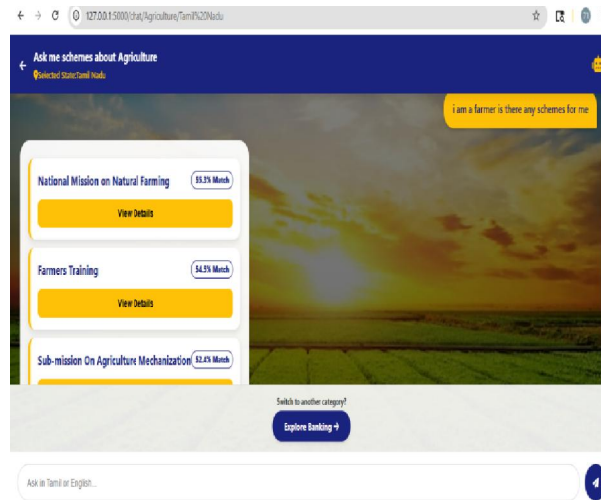 127.0.0.1:5000/chat/Agriculture/Tamil%20Nadu
Ask me schemes about Agriculture
Selected State:Tamil Nadu
i am a farmer is there any schemes for me
National Mission on Natural Farming
55.3% Match
View Details
Farmers Training
54.5% Match
View Details
Sub-mission On Agriculture Mechanization
52.4% Match
Switch to another category?
Explore Banking →
Ask in Tamil or English...